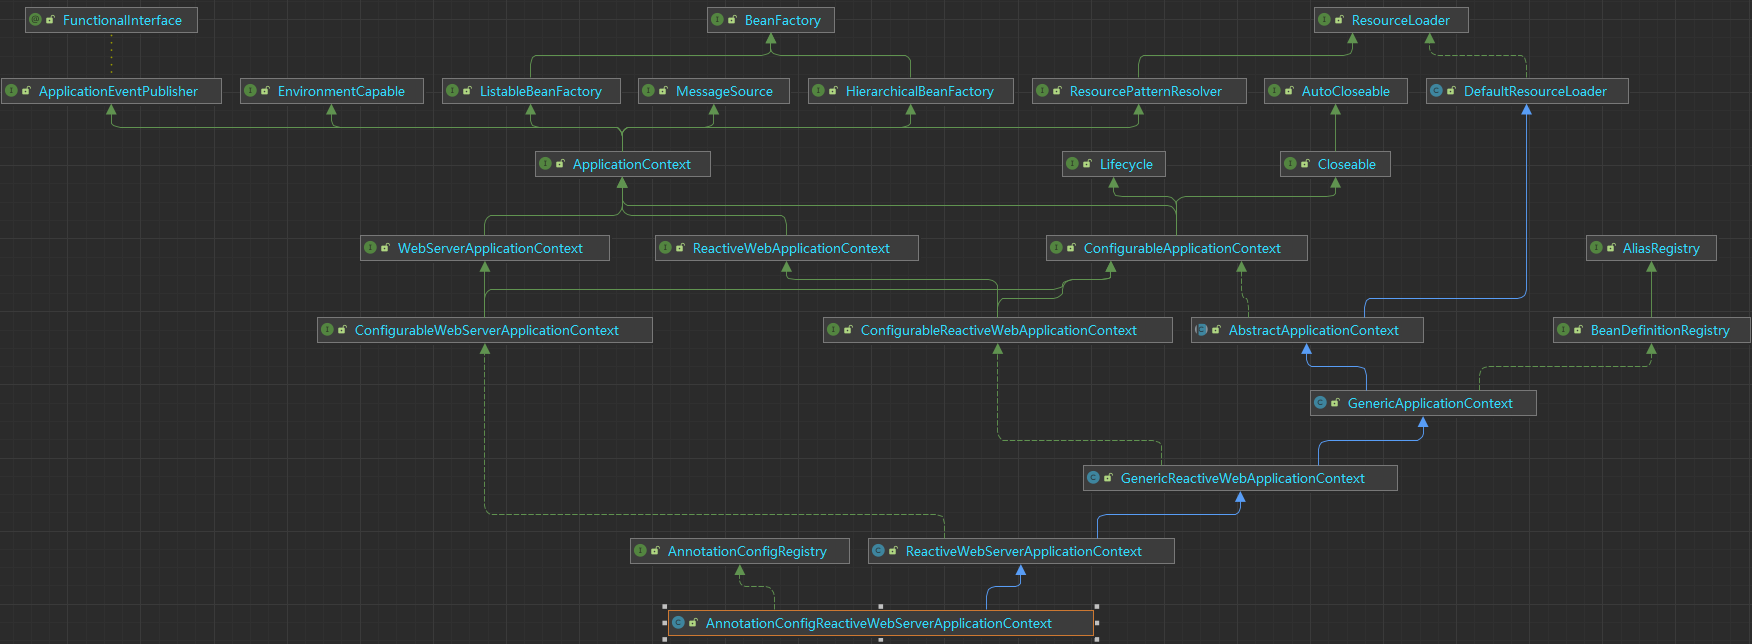 FunctionalInterface
BeanFactory
ResourceLoader
ApplicationEventPublisher
EnvironmentCapable
ListableBeanFactory
MessageSource
HierarchicalBeanFactory
ResourcePatternResolver
AutoCloseable
DefaultResourceLoader
ApplicationContext
Lifecycle
Closeable
WebServerApplicationContext
ReactiveWebApplicationContext
ConfigurableApplicationContext
AliasRegistry
ConfigurableWebServerApplicationContext
ConfigurableReactiveWebApplicationContext
AbstractApplicationContext
BeanDefinitionRegistry
GenericApplicationContext
GenericReactiveWebApplicationContext
AnnotationConfigRegistry
ReactiveWebServerApplicationContext
AnnotationConfigReactiveWebServerApplicationContext